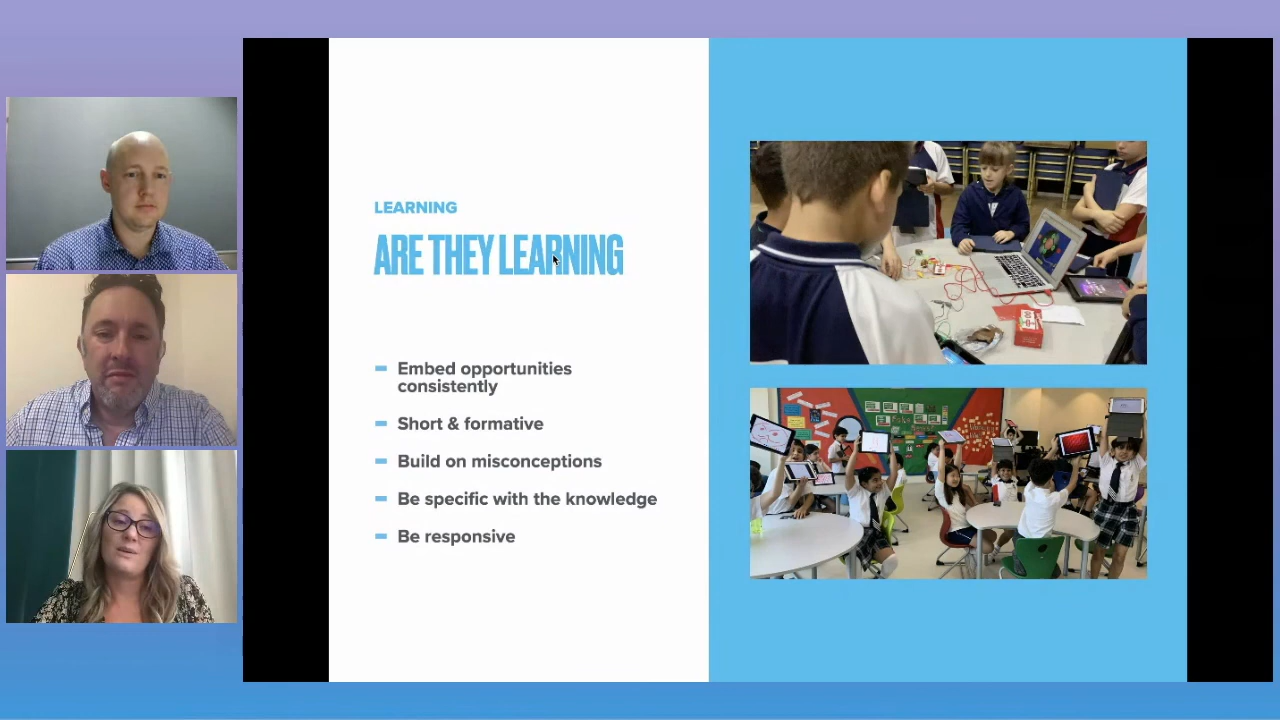 LEARNING
ARE THEY LEARNING
Embed opportunities
consistently
Short & formative
Build on misconceptions
Be specific with the knowledge
Be responsive